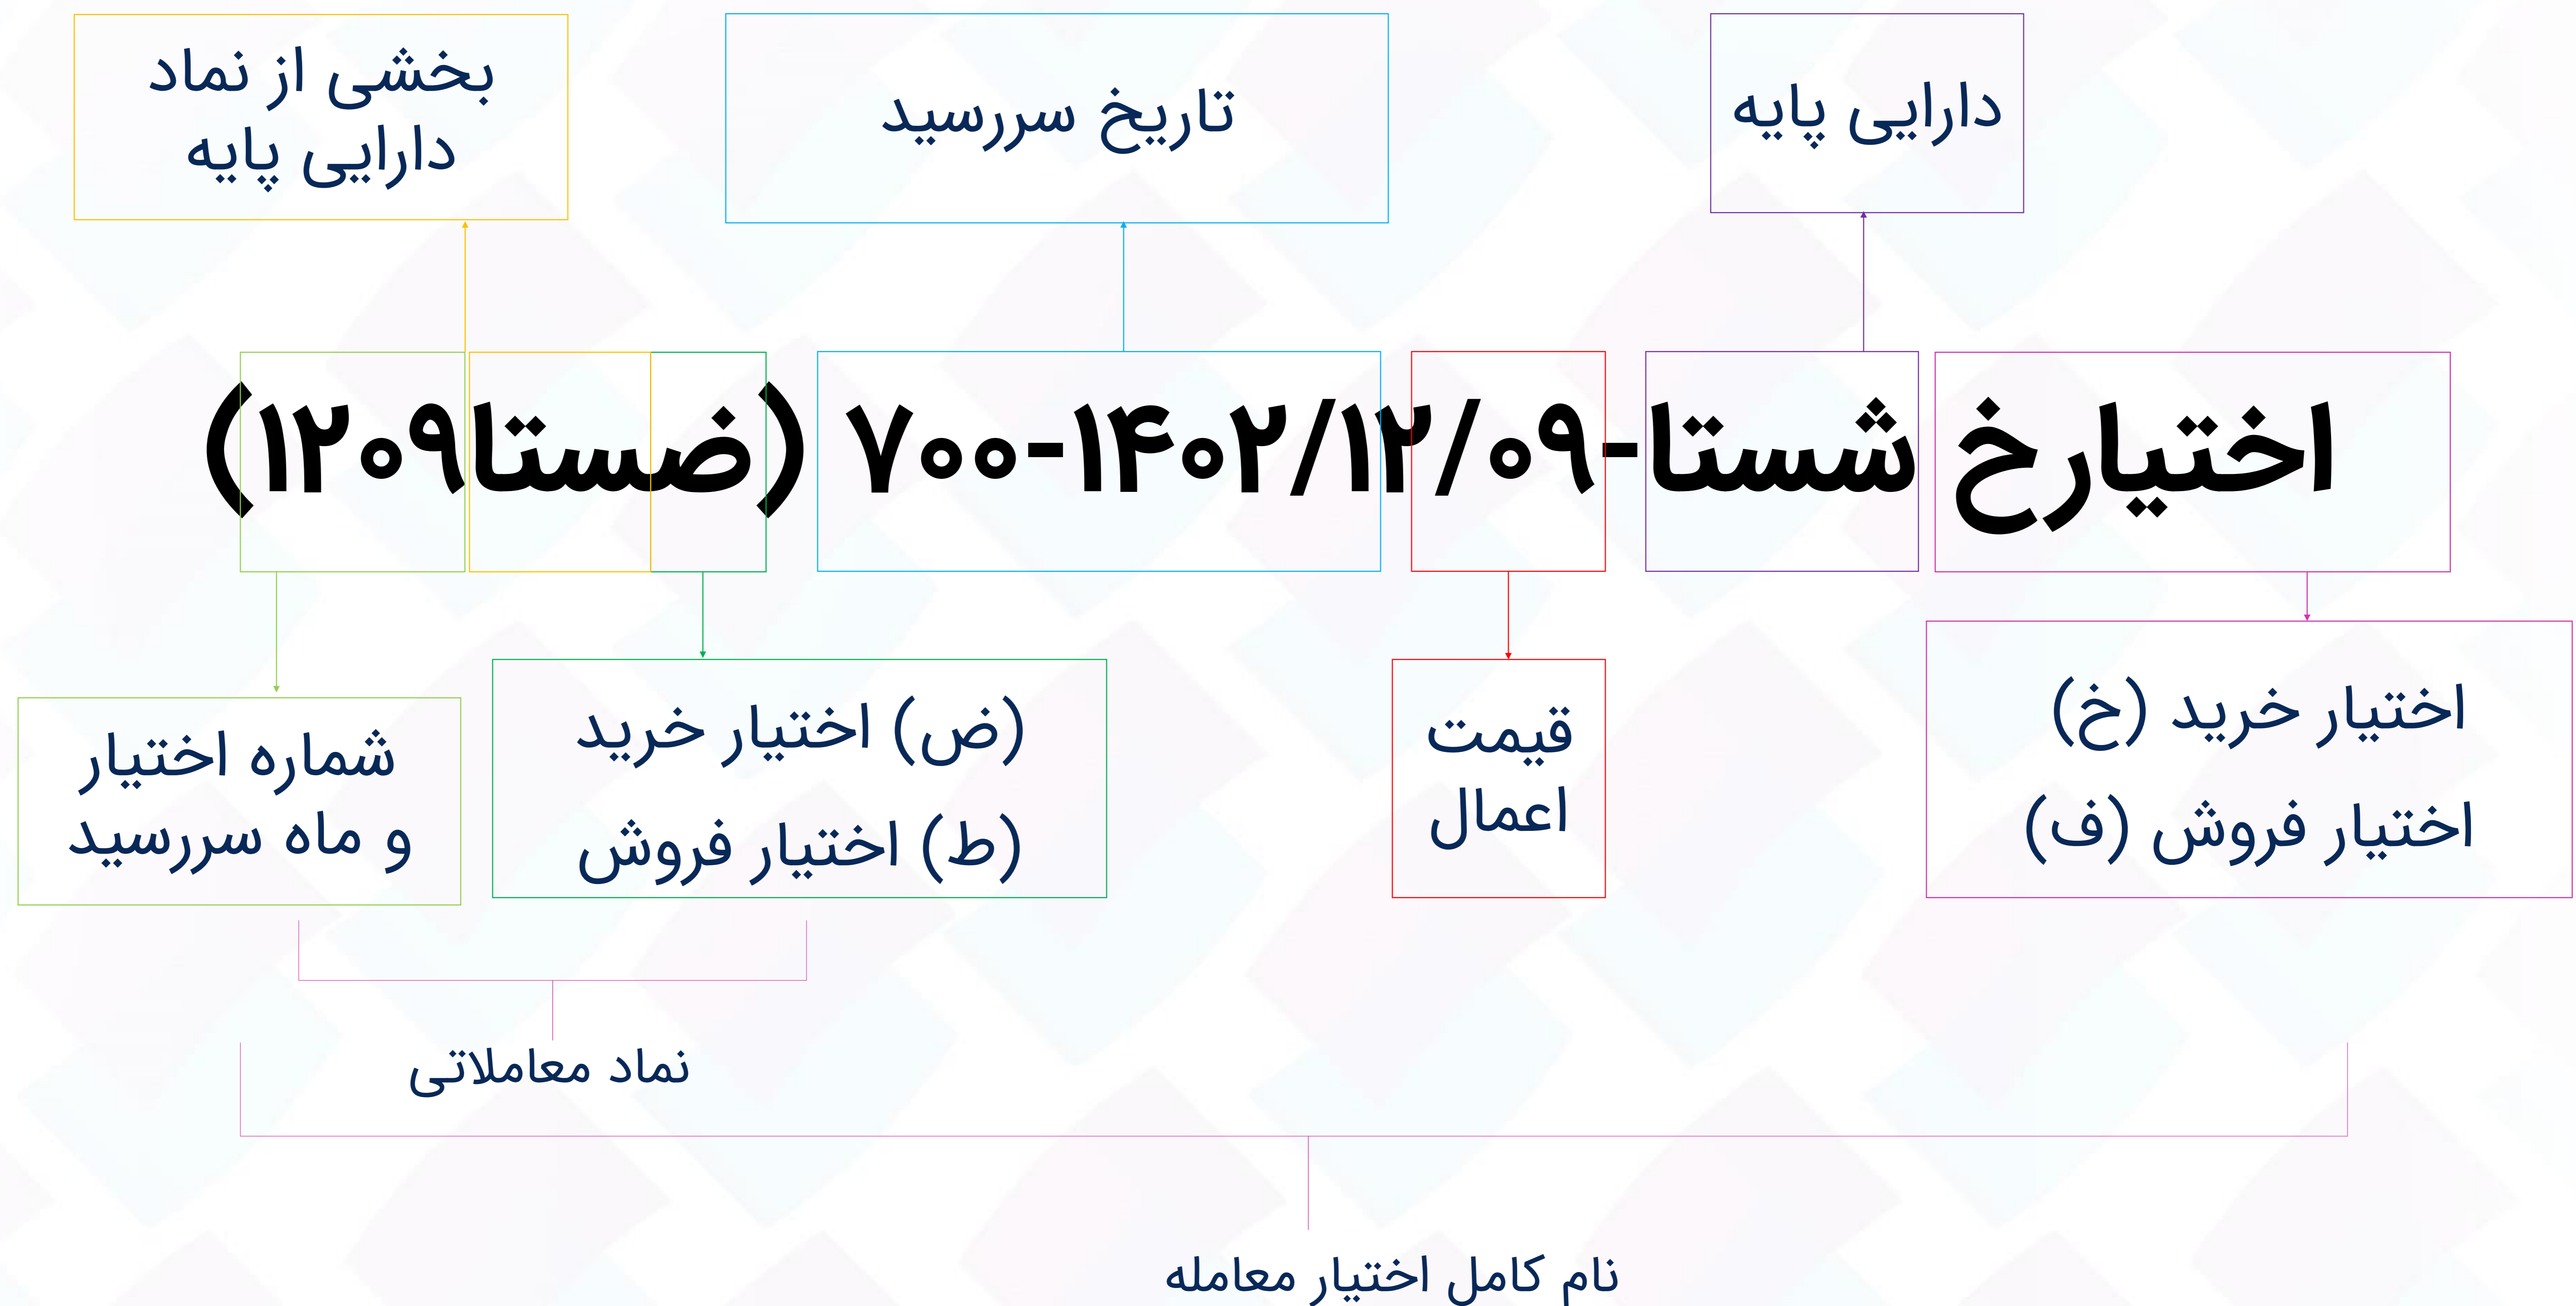 بخشی از نماد
دارایی پایه
تاریخ سررسید
دارایی پایه
اختیارخ شستا-۱۴۰۲/۱۲/۰۹-۷۰۰ (ضستا۱۲۰۹)
شماره اختیار
و ماه سررسید
(ض) اختیار خرید
(ط) اختیار فروش
قیمت
اعمال
اختیار خرید (خ)
اختیار فروش (ف)
نماد معاملاتی
نام کامل اختیار معامله